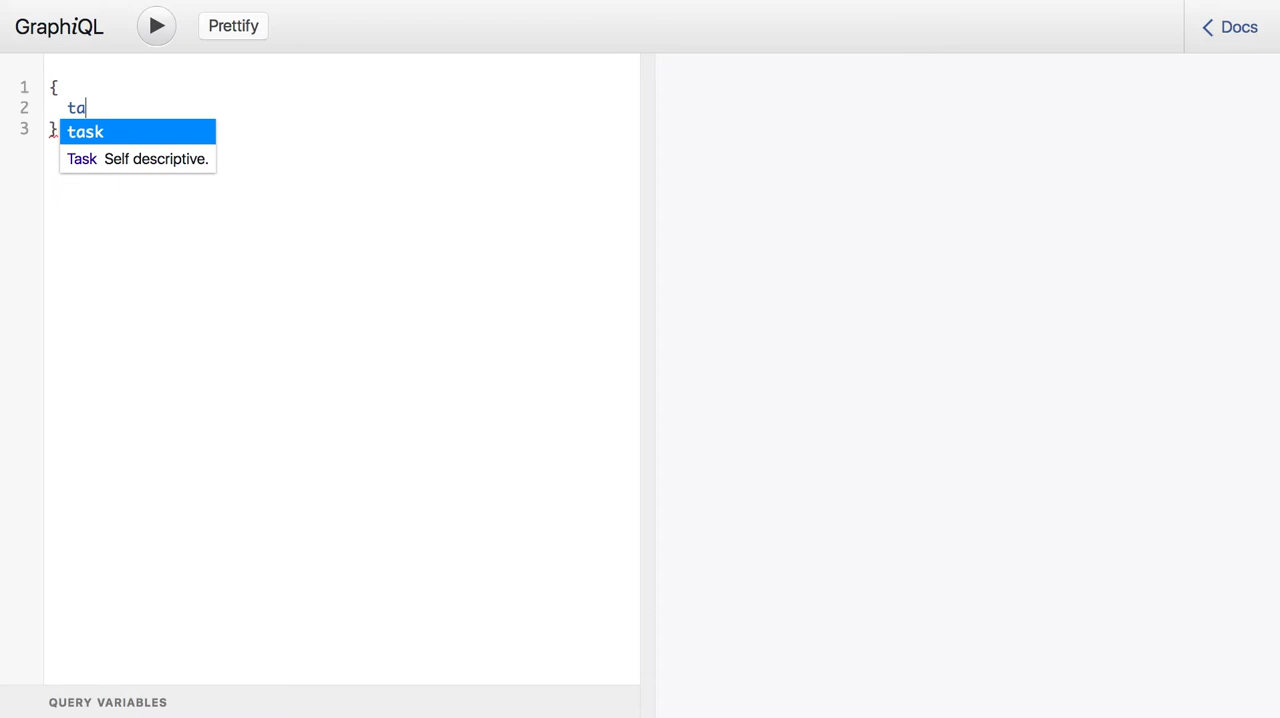 GraphiQL
Prettify
Docs
1 {
2 ta
3 }
task
Task Self descriptive.
QUERY VARIABLES